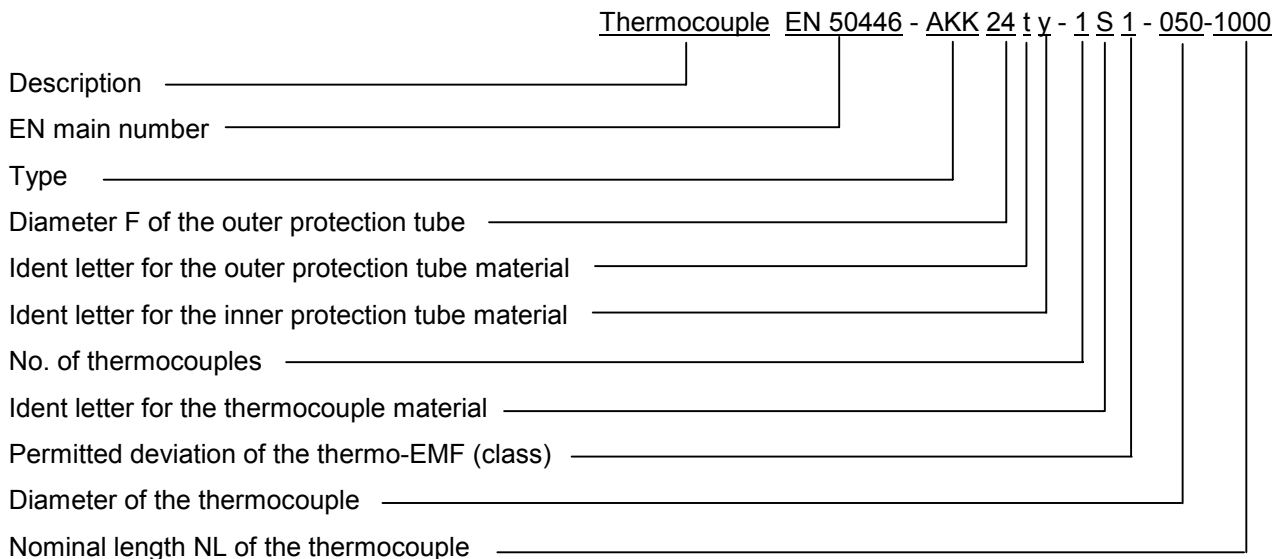 Thermocouple EN 50446 - AKK 24 t y - 1 S 1 - 050-1000
Description
EN main number
Type
Diameter F of the outer protection tube
Ident letter for the outer protection tube material
Ident letter for the inner protection tube material
No. of thermocouples
Ident letter for the thermocouple material
Permitted deviation of the thermo-EMF (class)
Diameter of the thermocouple
Nominal length NL of the thermocouple